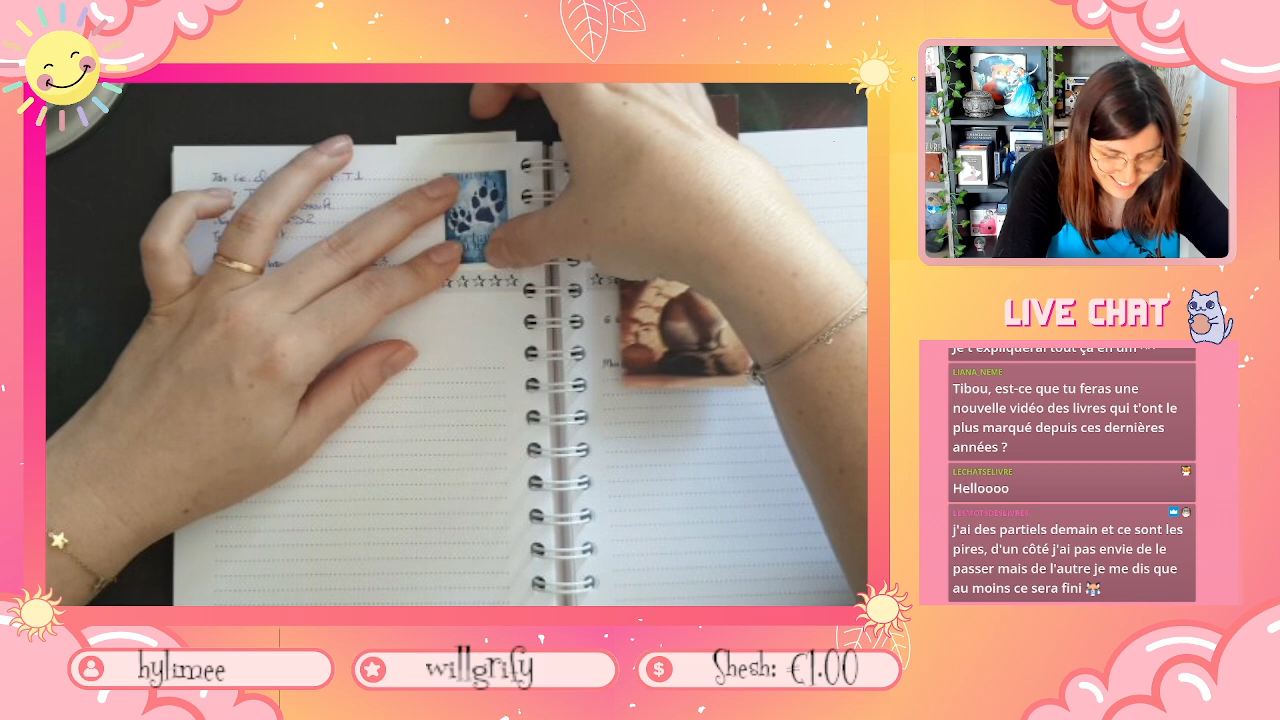 LIVE CHAT
je t'expliquerai tout ça en dm ^^
LIANA_NEME
Tibou, est-ce que tu feras une
nouvelle vidéo des livres qui t'ont le
plus marqué depuis ces dernières
années ?
LECHATSELIVRE
Helloooo
LESMOTSDESLIVRES
j'ai des partiels demain et ce sont les
pires, d'un côté j'ai pas envie de le
passer mais de l'autre je me dis que
au moins ce sera fini
hylimee
willgrify
Shesh: €1.00